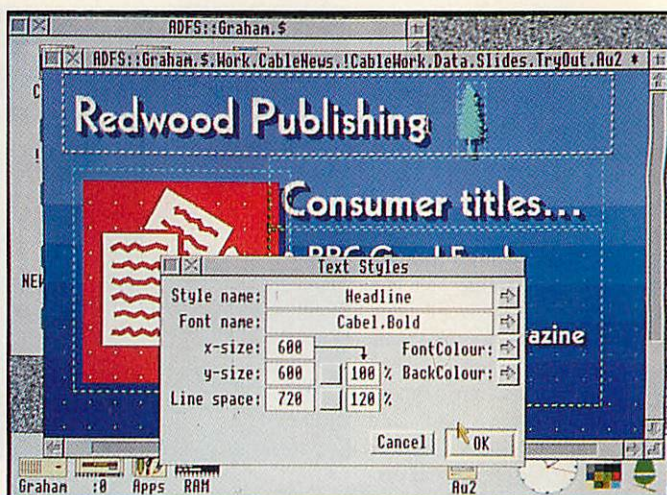 ADFS::Graham.$
ADFS::Graham.$.Work.CableNews.!CableWork.Data.Slides.TryOut.Au2 *
Redwood Publishing
Consumer titles...
Text Styles
Style name: Headline
Font name: Cabel.Bold
x-size: 600 FontColour:
y-size: 600 100 % BackColour:
Line space: 720 120 %
azine
Cancel OK
Graham :0 Apps RAM Au2